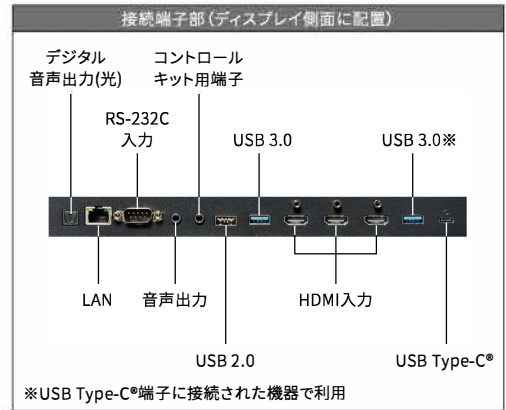 接続端子部(ディスプレイ側面に配置)
デジタル
音声出力(光)
コントロール
キット用端子
RS-232C
入力
USB 3.0
USB 3.0※
LAN
音声出力
HDMI入力
USB 2.0
USB Type-C®
※USB Type-C®端子に接続された機器で利用